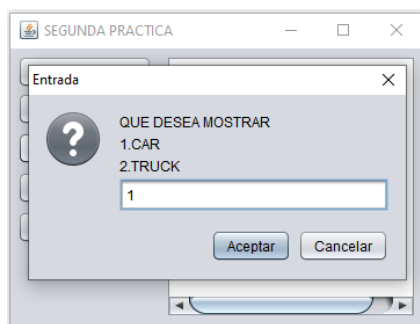 SEGUNDA PRACTICA
Entrada
QUE DESEA MOSTRAR
1.CAR
2.TRUCK
1
Aceptar
Cancelar